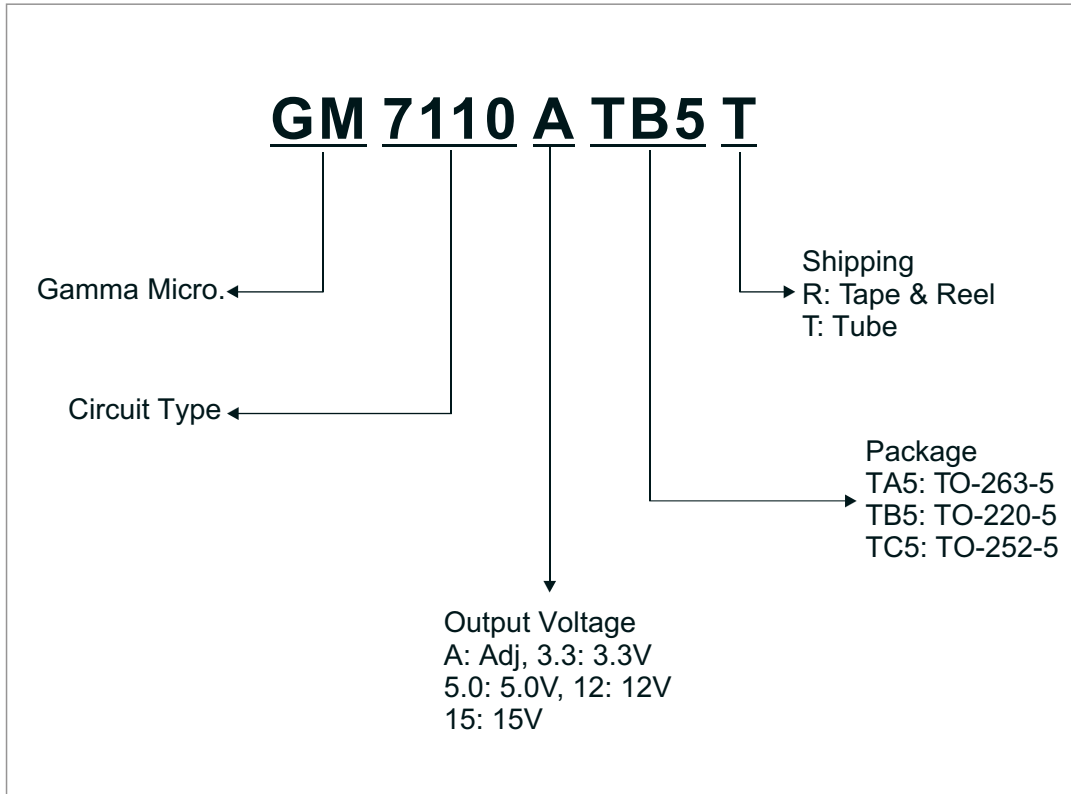 GM 7110 A TB5 T
Gamma Micro.
Shipping
R: Tape & Reel
T: Tube
Circuit Type
Package
TA5: TO-263-5
TB5: TO-220-5
TC5: TO-252-5
Output Voltage
A: Adj, 3.3: 3.3V
5.0: 5.0V, 12: 12V
15: 15V